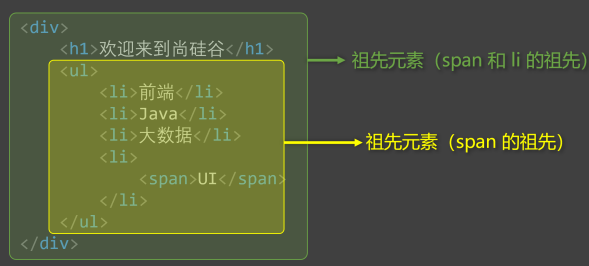 <div>
<h1>欢迎来到尚硅谷</h1>
<ul>
<li>前端</li>
<li>Java</li>
<li>大数据</li>
<li>
<span>UI</span>
</li>
</ul>
</div>
祖先元素（span 和 li 的祖先）
祖先元素（span 的祖先）